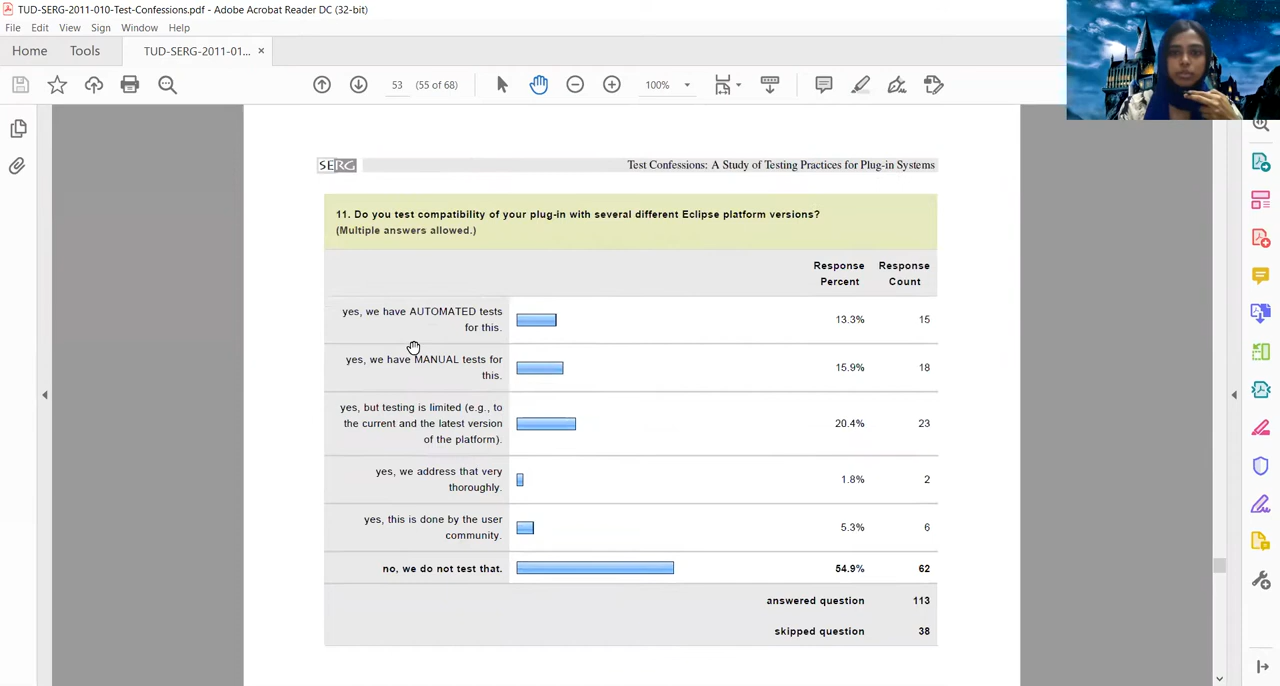 TUD-SERG-2011-010-Test-Confessions.pdf - Adobe Acrobat Reader DC (32-bit)
File Edit View Sign Window Help
Home Tools TUD-SERG-2011-01... ×
53 (55 of 68) 100%
SERG Test Confessions: A Study of Testing Practices for Plug-in Systems
11. Do you test compatibility of your plug-in with several different Eclipse platform versions?
(Multiple answers allowed.)
Response Response
Percent Count
yes, we have AUTOMATED tests
for this. 13.3% 15
yes, we have MANUAL tests for
this. 15.9% 18
yes, but testing is limited (e.g., to
the current and the latest version 20.4% 23
of the platform).
yes, we address that very
thoroughly. 1.8% 2
yes, this is done by the user
community. 5.3% 6
no, we do not test that. 54.9% 62
answered question 113
skipped question 38